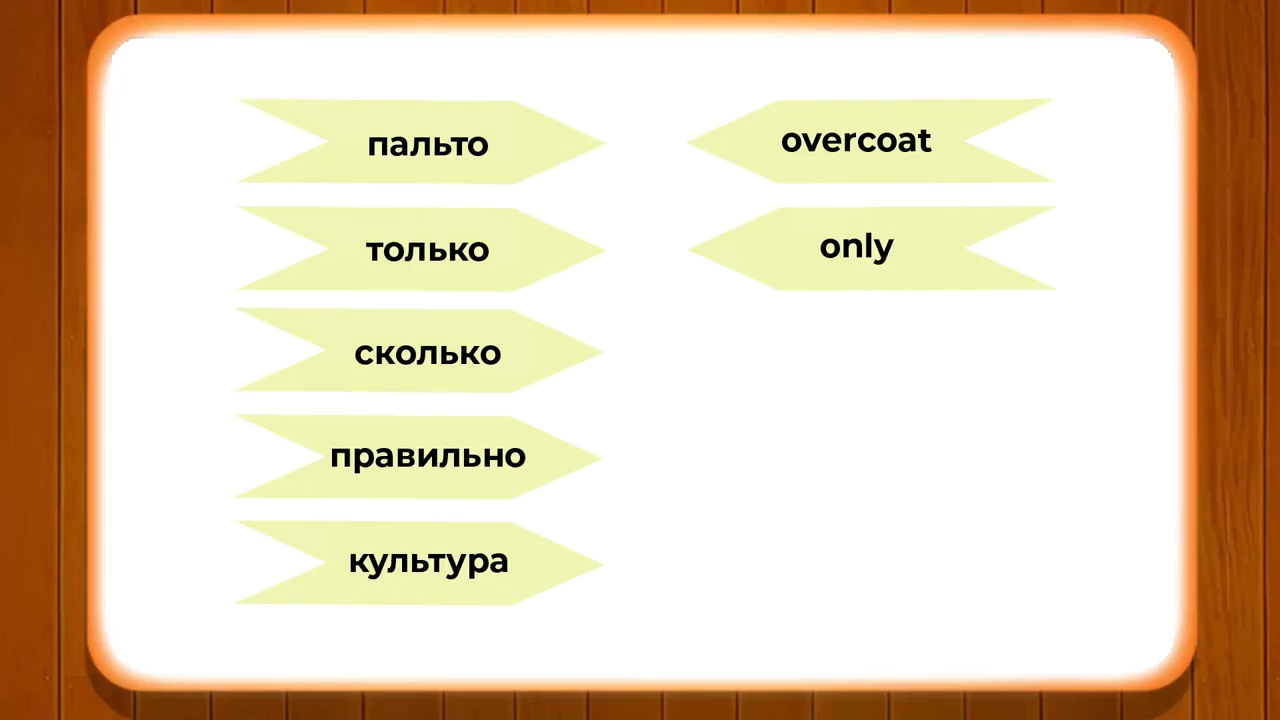 пальто
overcoat
только
only
сколько
правильно
культура